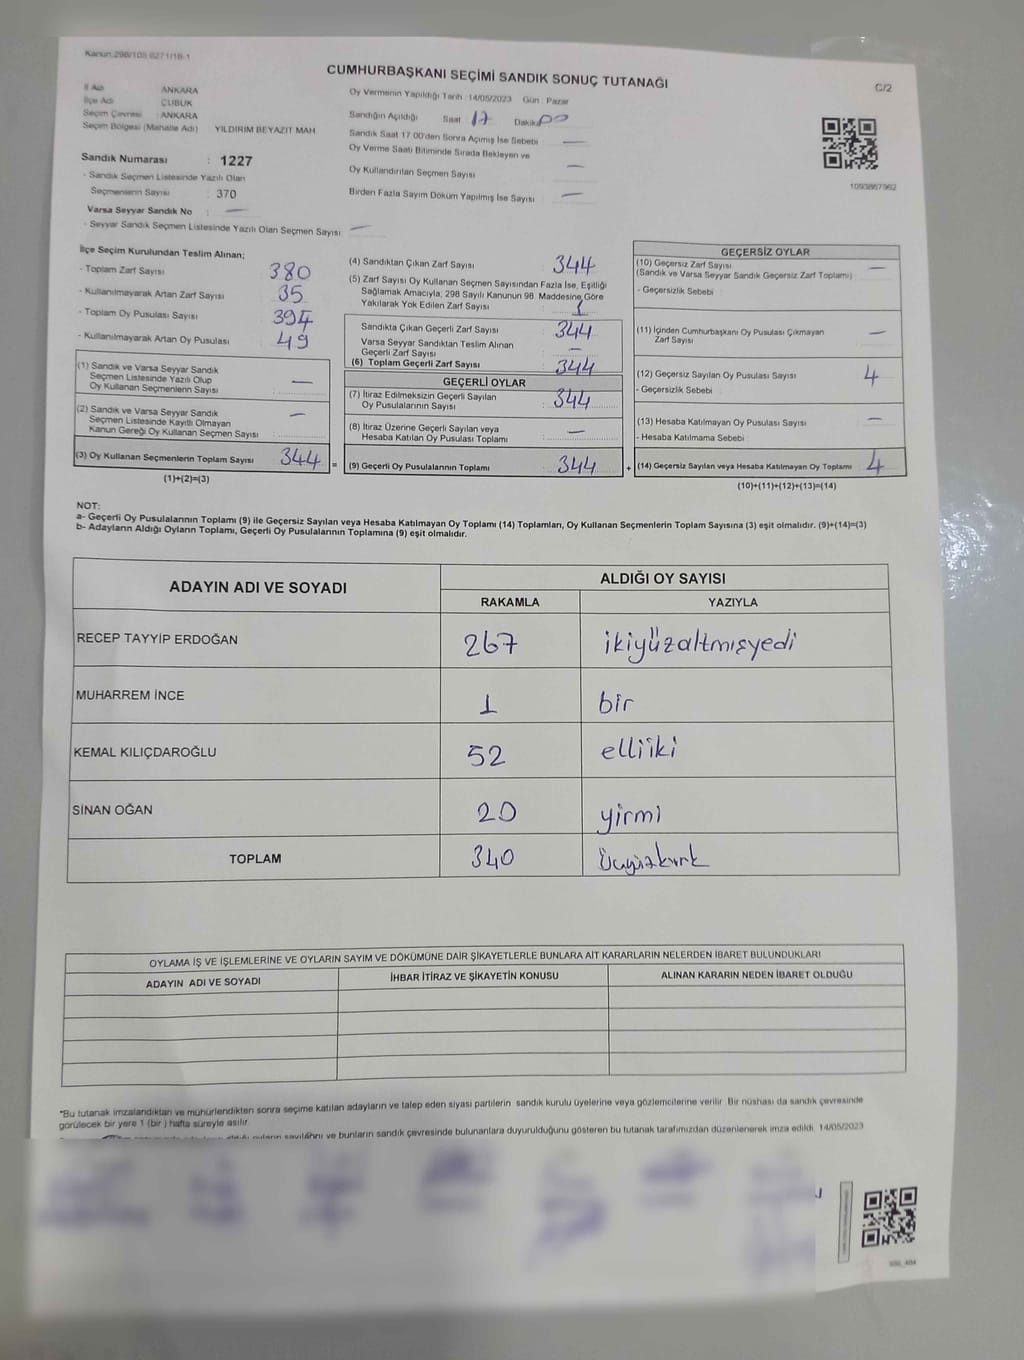 Kanun:298/105 6271/18-1
CUMHURBAŞKANI SEÇİMİ SANDIK SONUÇ TUTANAĞI
C/2
İl Adı ANKARA
İlçe Adı ÇUBUK
Seçim Çevresi : ANKARA
Seçim Bölgesi (Mahalle Adı) YILDIRIM BEYAZIT MAH
Oy Vermenin Yapıldığı Tarih : 14/05/2023 Gün : Pazar
Sandığın Açıldığı Saat 17 Dakika 00
Sandık Saat 17:00'den Sonra Açımış İse Sebebi —
Oy Verme Saati Bitiminde Sırada Bekleyen ve
Oy Kullandırılan Seçmen Sayısı —
Birden Fazla Sayım Döküm Yapılmış İse Sayısı —
1093867962
Sandık Numarası : 1227
- Sandık Seçmen Listesinde Yazılı Olan
Seçmenlerin Sayısı : 370
Varsa Seyyar Sandık No : —
- Seyyar Sandık Seçmen Listesinde Yazılı Olan Seçmen Sayısı: —
İlçe Seçim Kurulundan Teslim Alınan;
- Toplam Zarf Sayısı 380
- Kullanılmayarak Artan Zarf Sayısı 35
- Toplam Oy Pusulası Sayısı 394
- Kullanılmayarak Artan Oy Pusulası 49
(1) Sandık ve Varsa Seyyar Sandık
Seçmen Listesinde Yazılı Olup
Oy Kullanan Seçmenlerin Sayısı —
(2) Sandık ve Varsa Seyyar Sandık
Seçmen Listesinde Kayıtlı Olmayan
Kanun Gereği Oy Kullanan Seçmen Sayısı —
(3) Oy Kullanan Seçmenlerin Toplam Sayısı 344 =
(1)+(2)=(3)
(4) Sandıktan Çıkan Zarf Sayısı 344
(5) Zarf Sayısı Oy Kullanan Seçmen Sayısından Fazla İse, Eşitliği
Sağlamak Amacıyla, 298 Sayılı Kanunun 98. Maddesine Göre
Yakılarak Yok Edilen Zarf Sayısı : 1
Sandıkta Çıkan Geçerli Zarf Sayısı : 344
Varsa Seyyar Sandıktan Teslim Alınan
Geçerli Zarf Sayısı —
(6) Toplam Geçerli Zarf Sayısı : 344
GEÇERLİ OYLAR
(7) İtiraz Edilmeksizin Geçerli Sayılan
Oy Pusulalarının Sayısı : 344
(8) İtiraz Üzerine Geçerli Sayılan veya
Hesaba Katılan Oy Pusulası Toplamı : —
(9) Geçerli Oy Pusulalarının Toplamı : 344 +
GEÇERSİZ OYLAR
(10) Geçersiz Zarf Sayısı
(Sandık ve Varsa Seyyar Sandık Geçersiz Zarf Toplamı) : —
- Geçersizlik Sebebi
(11) İçinden Cumhurbaşkanı Oy Pusulası Çıkmayan
Zarf Sayısı —
(12) Geçersiz Sayılan Oy Pusulası Sayısı 4
- Geçersizlik Sebebi :
(13) Hesaba Katılmayan Oy Pusulası Sayısı —
- Hesaba Katılmama Sebebi
(14) Geçersiz Sayılan veya Hesaba Katılmayan Oy Toplamı : 4
(10)+(11)+(12)+(13)=(14)
NOT:
a- Geçerli Oy Pusulalarının Toplamı (9) ile Geçersiz Sayılan veya Hesaba Katılmayan Oy Toplamı (14) Toplamları, Oy Kullanan Seçmenlerin Toplam Sayısına (3) eşit olmalıdır. (9)+(14)=(3)
b- Adayların Aldığı Oyların Toplamı, Geçerli Oy Pusulalarının Toplamına (9) eşit olmalıdır.
ADAYIN ADI VE SOYADI ALDIĞI OY SAYISI
RAKAMLA YAZIYLA
RECEP TAYYİP ERDOĞAN 267 ikiyüzaltmışyedi
MUHARREM İNCE 1 bir
KEMAL KILIÇDAROĞLU 52 elliiki
SİNAN OĞAN 20 yirmi
TOPLAM 340 üçyüzkırk
OYLAMA İŞ VE İŞLEMLERİNE VE OYLARIN SAYIM VE DÖKÜMÜNE DAİR ŞİKAYETLERLE BUNLARA AİT KARARLARIN NELERDEN İBARET BULUNDUKLARI
ADAYIN ADI VE SOYADI İHBAR İTİRAZ VE ŞİKAYETİN KONUSU ALINAN KARARIN NEDEN İBARET OLDUĞU
*Bu tutanak imzalandıktan ve mühürlendikten sonra seçime katılan adayların ve talep eden siyasi partilerin sandık kurulu üyelerine veya gözlemcilerine verilir. Bir nüshası da sandık çevresinde
görülecek bir yere 1 (bir) hafta süreyle asılır.
oyların sayıldığını ve bunların sandık çevresinde bulunanlara duyurulduğunu gösteren bu tutanak tarafımızdan düzenlenerek imza edildi. 14/05/2023